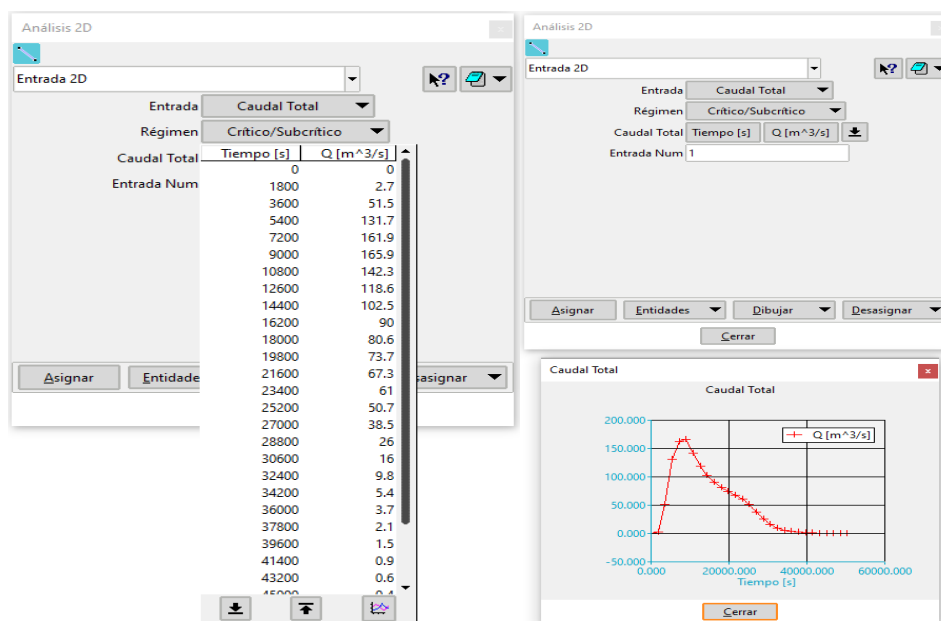 Análisis 2D
x
Entrada 2D
?
Entrada Caudal Total
Régimen Crítico/Subcrítico
Caudal Total Tiempo [s] Q [m^3/s]
Entrada Num
0 0
1800 2.7
3600 51.5
5400 131.7
7200 161.9
9000 165.9
10800 142.3
12600 118.6
14400 102.5
16200 90
18000 80.6
19800 73.7
21600 67.3
23400 61
25200 50.7
27000 38.5
28800 26
30600 16
32400 9.8
34200 5.4
36000 3.7
37800 2.1
39600 1.5
41400 0.9
43200 0.6
45000 0.4
Asignar Entidade sasignar
Análisis 2D
Entrada 2D
?
Entrada Caudal Total
Régimen Crítico/Subcrítico
Caudal Total Tiempo [s] Q [m^3/s]
Entrada Num 1
Asignar Entidades Dibujar Desasignar
Cerrar
Caudal Total
x
Caudal Total
200.000
150.000
100.000
50.000
0.000
-50.000
Q [m^3/s]
0.000 20000.000 40000.000 60000.000
Tiempo [s]
Cerrar